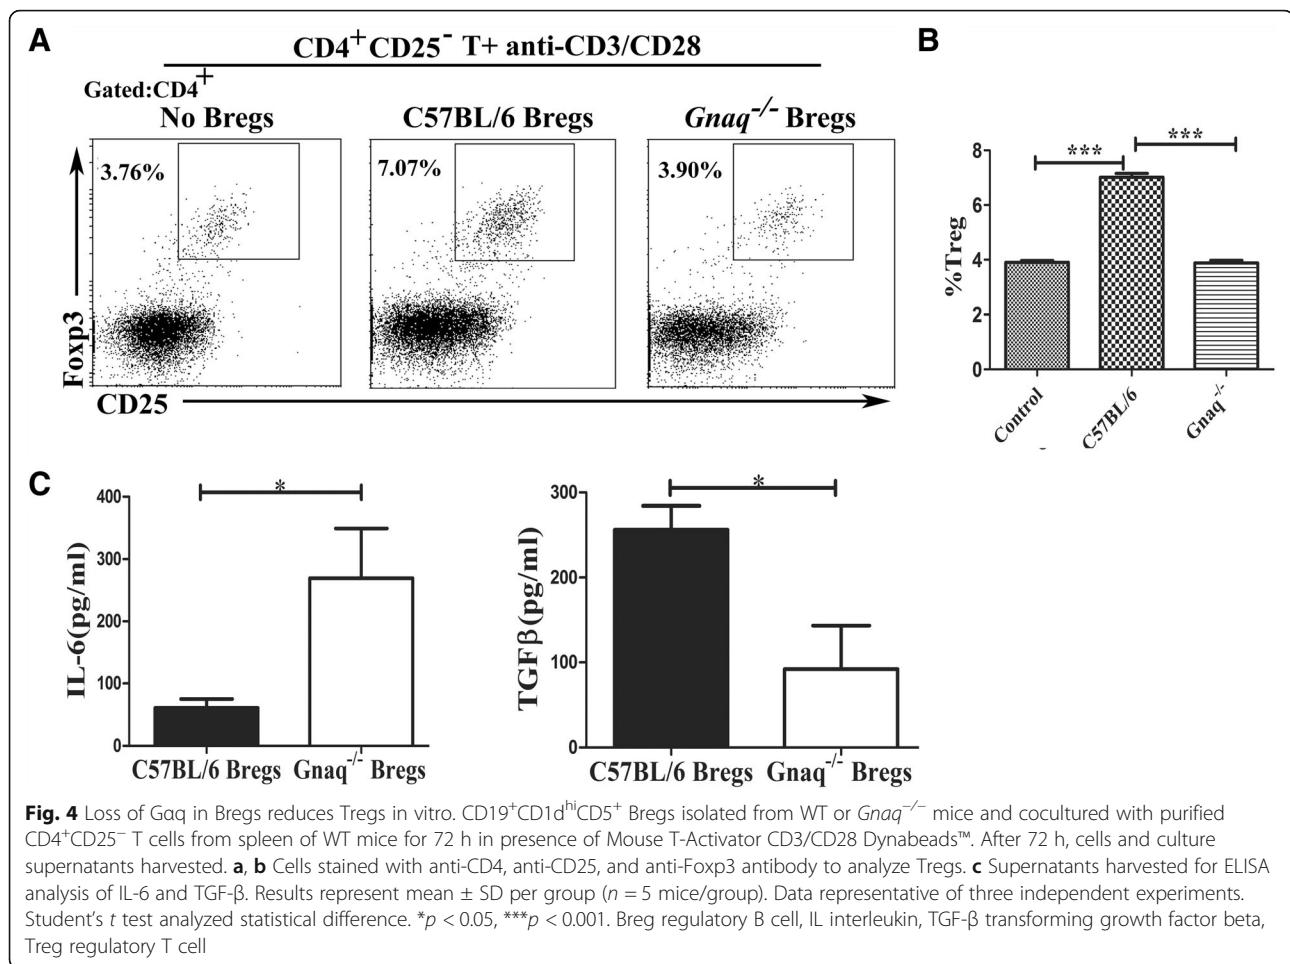 A
CD4⁺CD25⁻ T+ anti-CD3/CD28
Gated:CD4⁺
No Bregs
C57BL/6 Bregs
Gnaq⁻/⁻ Bregs
3.76%
7.07%
3.90%
Foxp3
CD25
B
***
***
8
6
4
2
0
%Treg
Control
C57BL/6
Gnaq⁻/⁻
C
*
400
300
200
100
0
IL-6(pg/ml)
C57BL/6 Bregs
Gnaq⁻/⁻ Bregs
*
300
200
100
0
TGFβ(pg/ml)
C57BL/6 Bregs
Gnaq⁻/⁻ Bregs
Fig. 4 Loss of Gαq in Bregs reduces Tregs in vitro. CD19⁺CD1dʰⁱCD5⁺ Bregs isolated from WT or Gnaq⁻/⁻ mice and cocultured with purified
CD4⁺CD25⁻ T cells from spleen of WT mice for 72 h in presence of Mouse T-Activator CD3/CD28 Dynabeads™. After 72 h, cells and culture
supernatants harvested. a, b Cells stained with anti-CD4, anti-CD25, and anti-Foxp3 antibody to analyze Tregs. c Supernatants harvested for ELISA
analysis of IL-6 and TGF-β. Results represent mean ± SD per group (n = 5 mice/group). Data representative of three independent experiments.
Student's t test analyzed statistical difference. *p < 0.05, ***p < 0.001. Breg regulatory B cell, IL interleukin, TGF-β transforming growth factor beta,
Treg regulatory T cell